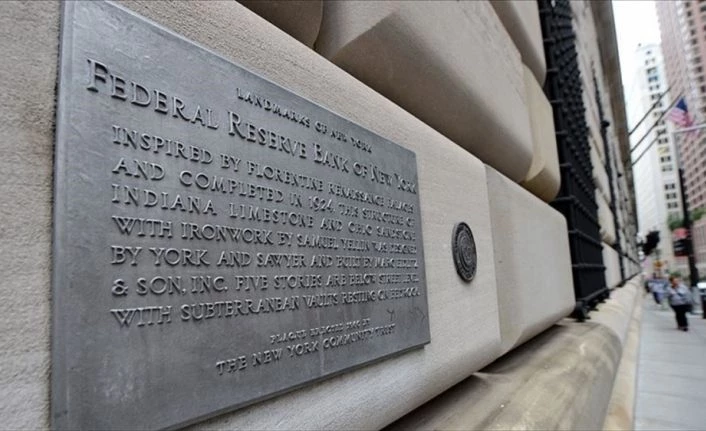 LANDMARKS OF NEW YORK
FEDERAL RESERVE BANK OF NEW YORK
INSPIRED BY FLORENTINE RENAISSANCE PALACES
AND COMPLETED IN 1924, THIS STRUCTURE OF
INDIANA LIMESTONE AND OHIO SANDSTONE,
WITH IRONWORK BY SAMUEL YELLIN WAS DESIGNED
BY YORK AND SAWYER AND BUILT BY MARC EIDLITZ
& SON, INC. FIVE STORIES ARE BELOW STREET LEVEL
WITH SUBTERRANEAN VAULTS RESTING ON BEDROCK.
PLAQUE ERECTED BY
THE NEW YORK COMMUNITY TRUST